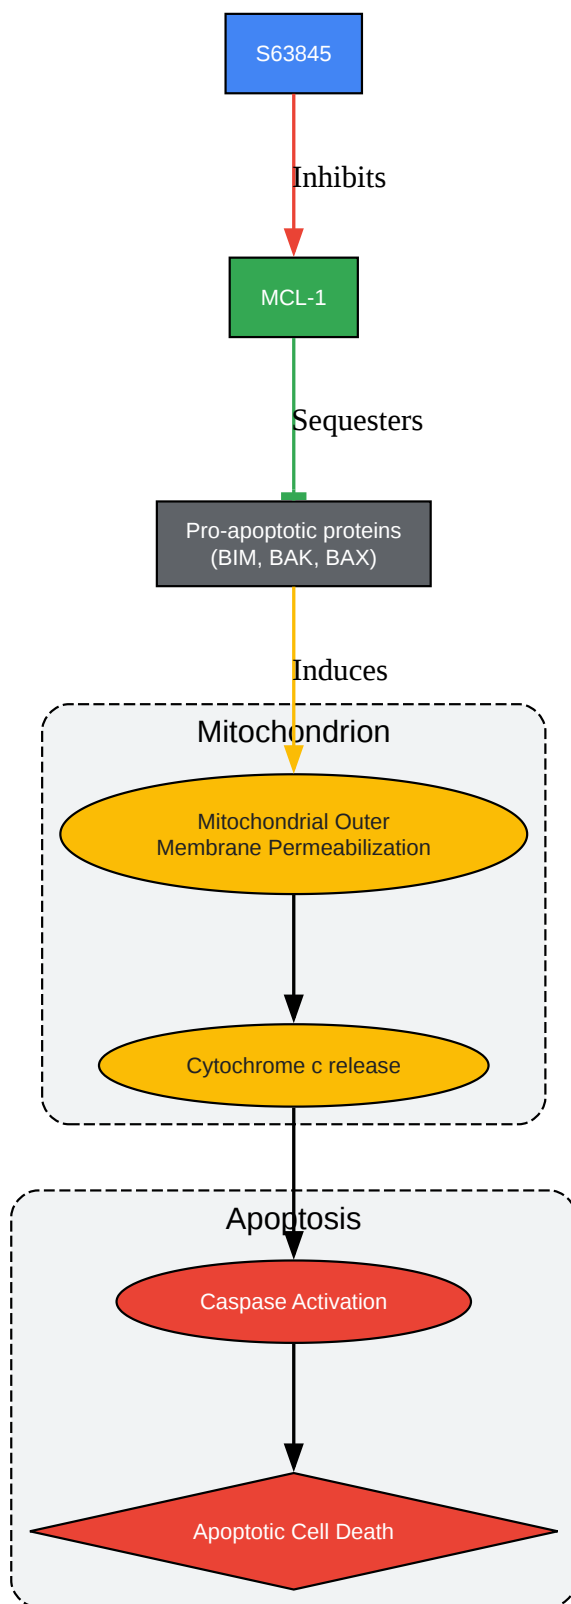 S63845
Inhibits
MCL-1
Sequesters
Pro-apoptotic proteins
(BIM, BAK, BAX)
Induces
Mitochondrion
Mitochondrial Outer
Membrane Permeabilization
Cytochrome c release
Apoptosis
Caspase Activation
Apoptotic Cell Death